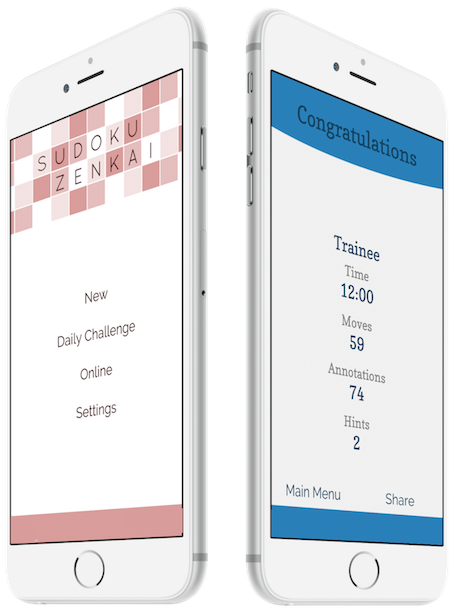 SUDOKU
ZENKAI
New
Daily Challenge
Online
Settings
Congratulations
Trainee
Time
12:00
Moves
59
Annotations
74
Hints
2
Main Menu
Share